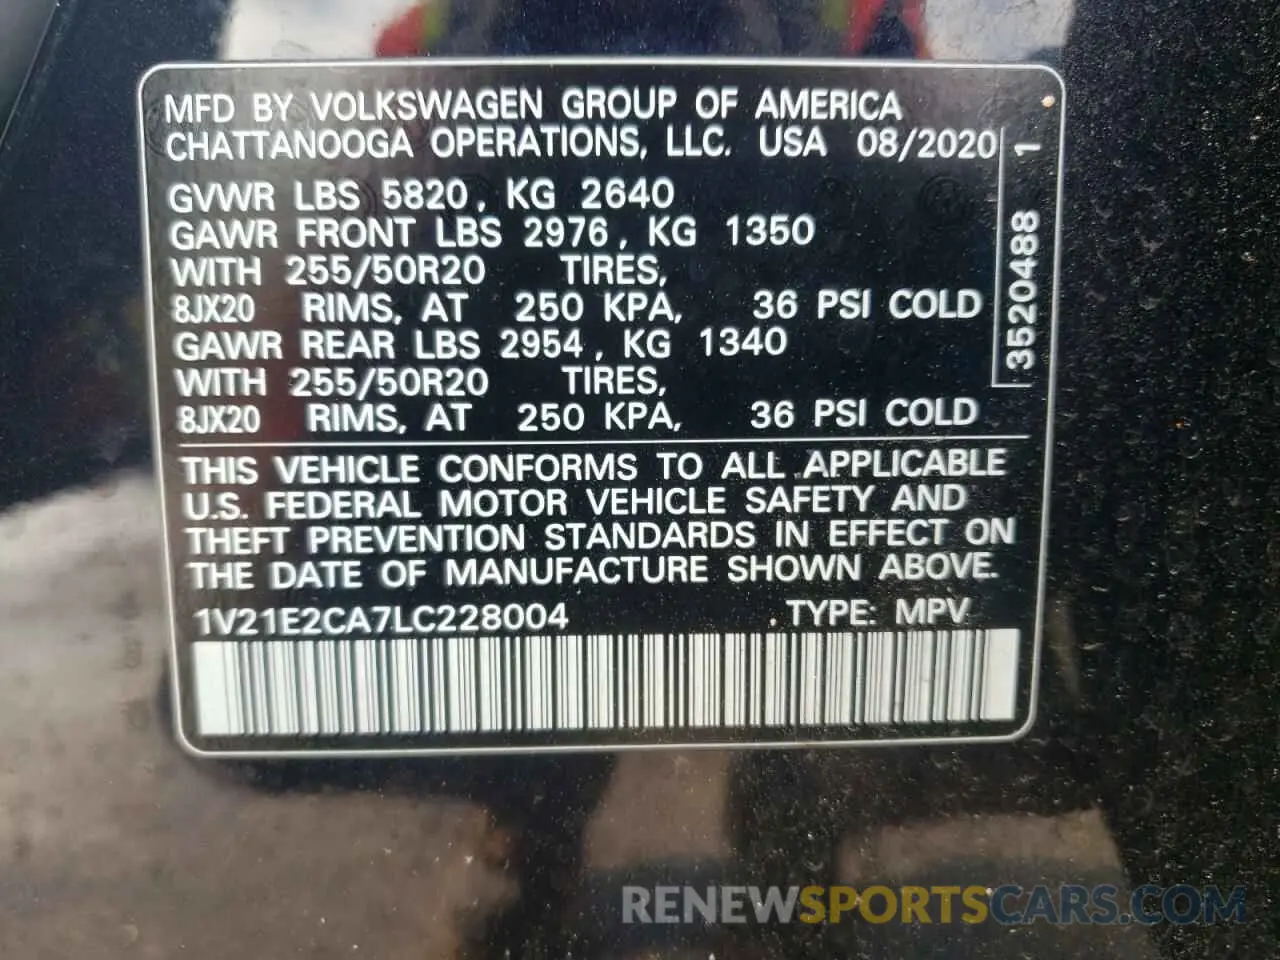 MFD BY VOLKSWAGEN GROUP OF AMERICA
CHATTANOOGA OPERATIONS, LLC. USA 08/2020
GVWR LBS 5820, KG 2640
GAWR FRONT LBS 2976, KG 1350
WITH 255/50R20 TIRES,
8JX20 RIMS, AT 250 KPA, 36 PSI COLD
GAWR REAR LBS 2954, KG 1340
WITH 255/50R20 TIRES,
8JX20 RIMS, AT 250 KPA, 36 PSI COLD
3520488 1
THIS VEHICLE CONFORMS TO ALL APPLICABLE
U.S. FEDERAL MOTOR VEHICLE SAFETY AND
THEFT PREVENTION STANDARDS IN EFFECT ON
THE DATE OF MANUFACTURE SHOWN ABOVE.
1V21E2CA7LC228004 . TYPE: MPV
RENEWSPORTSCARS.COM